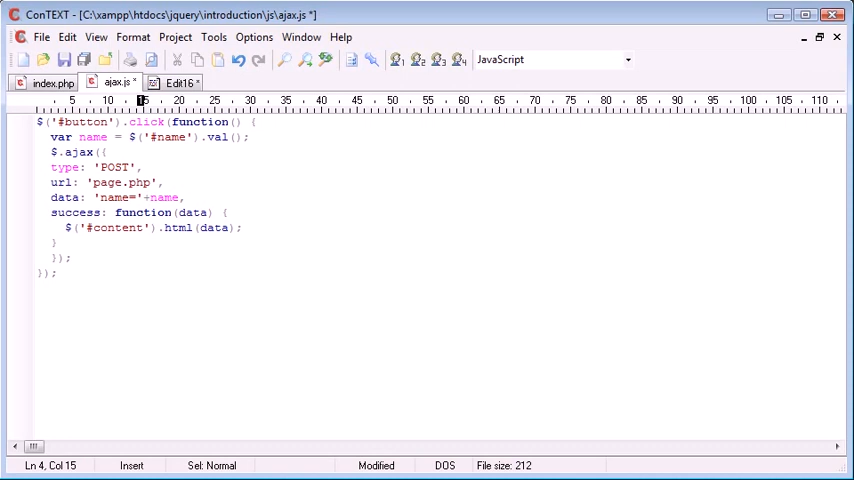 ConTEXT - [C:\xampp\htdocs\jquery\introduction\js\ajax.js *]
File Edit View Format Project Tools Options Window Help
1 2 3 4 JavaScript
index.php ajax.js * Edit16 *
5 10 15 20 25 30 35 40 45 50 55 60 65 70 75 80 85 90 95 100 105 110
$('#button').click(function() {
var name = $('#name').val();
$.ajax({
type: 'POST',
url: 'page.php',
data: 'name='+name,
success: function(data) {
$('#content').html(data);
}
});
});
Ln 4, Col 15 Insert Sel: Normal Modified DOS File size: 212